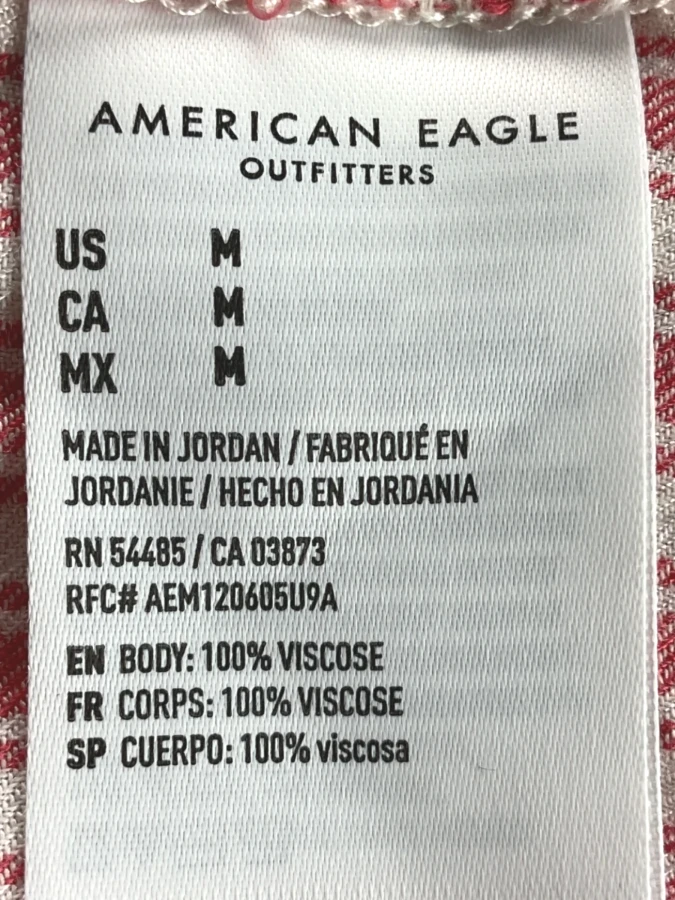 AMERICAN EAGLE
OUTFITTERS
US M
CA M
MX M
MADE IN JORDAN / FABRIQUÉ EN
JORDANIE / HECHO EN JORDANIA
RN 54485 / CA 03873
RFC# AEM120605U9A
EN BODY: 100% VISCOSE
FR CORPS: 100% VISCOSE
SP CUERPO: 100% viscosa